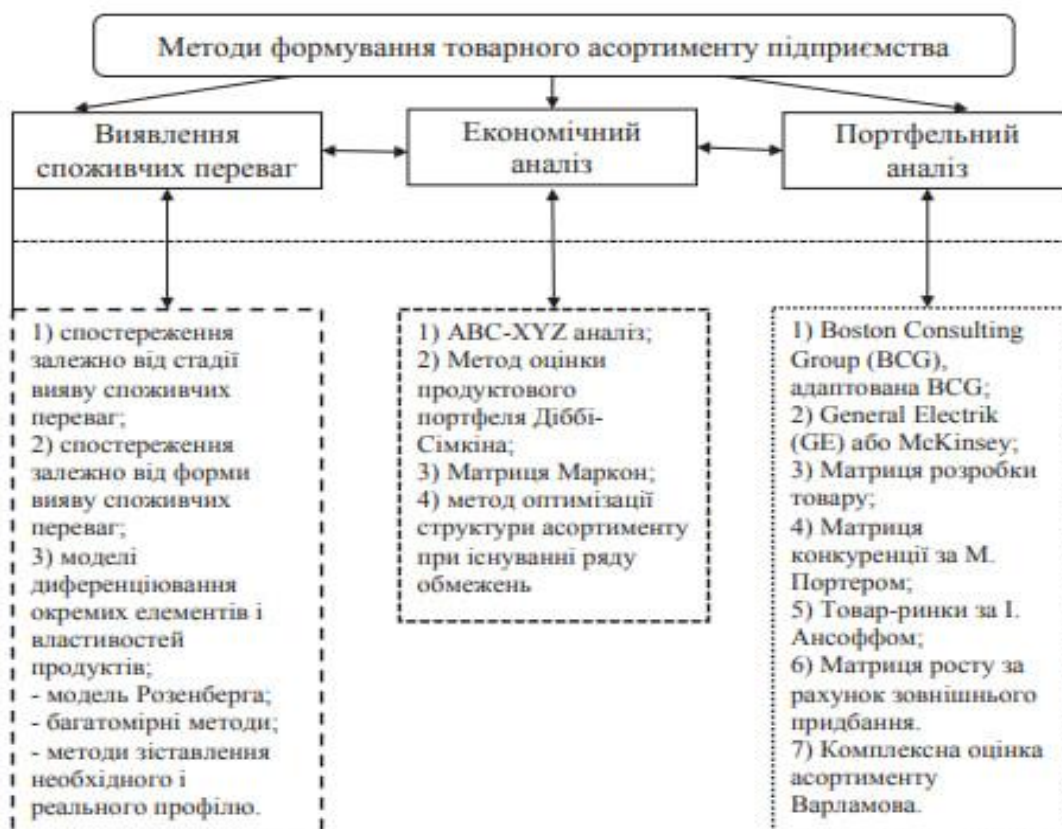 Методи формування товарного асортименту підприємства
Виявлення
споживчих переваг
Економічний
аналіз
Портфельний
аналіз
1) спостереження
залежно від стадії
вияву споживчих
переваг;
2) спостереження
залежно від форми
вияву споживчих
переваг;
3) моделі
диференціювання
окремих елементів і
властивостей
продуктів;
- модель Розенберга;
- багатомірні методи;
- методи зіставлення
необхідного і
реального профілю.
1) ABC-XYZ аналіз;
2) Метод оцінки
продуктового
портфеля Діббі-
Сімкіна;
3) Матриця Маркон;
4) метод оптимізації
структури асортименту
при існуванні ряду
обмежень
1) Boston Consulting
Group (BCG),
адаптована BCG;
2) General Electrik
(GE) або McKinsey;
3) Матриця розробки
товару;
4) Матриця
конкуренції за М.
Портером;
5) Товар-ринки за І.
Ансоффом;
6) Матриця росту за
рахунок зовнішнього
придбання.
7) Комплексна оцінка
асортименту
Варламова.